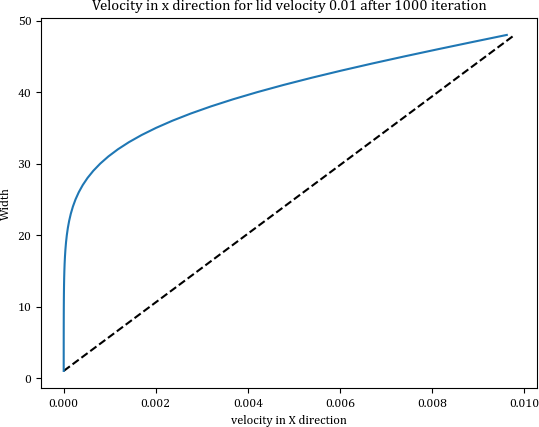 Velocity in x direction for lid velocity 0.01 after 1000 iteration
50
40
30
20
10
0
Width
0.000 0.002 0.004 0.006 0.008 0.010
velocity in X direction